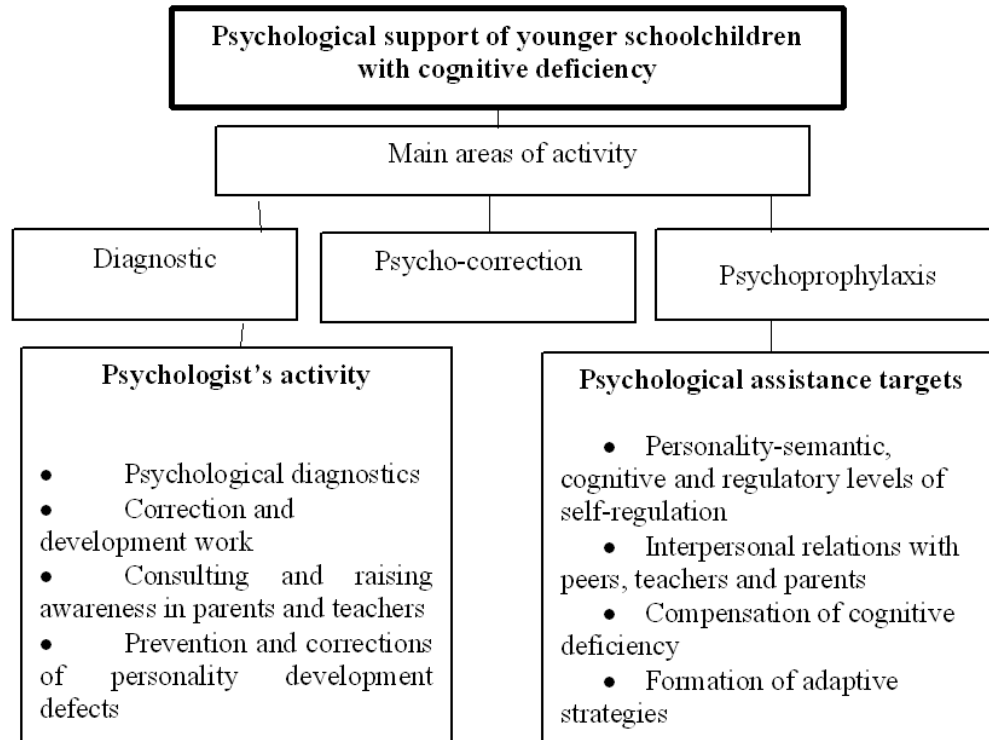 Psychological support of younger schoolchildren
with cognitive deficiency
Main areas of activity
Diagnostic
Psycho-correction
Psychoprophylaxis
Psychologist's activity
• Psychological diagnostics
• Correction and
development work
• Consulting and raising
awareness in parents and teachers
• Prevention and corrections
of personality development
defects
Psychological assistance targets
• Personality-semantic,
cognitive and regulatory levels of
self-regulation
• Interpersonal relations with
peers, teachers and parents
• Compensation of cognitive
deficiency
• Formation of adaptive
strategies